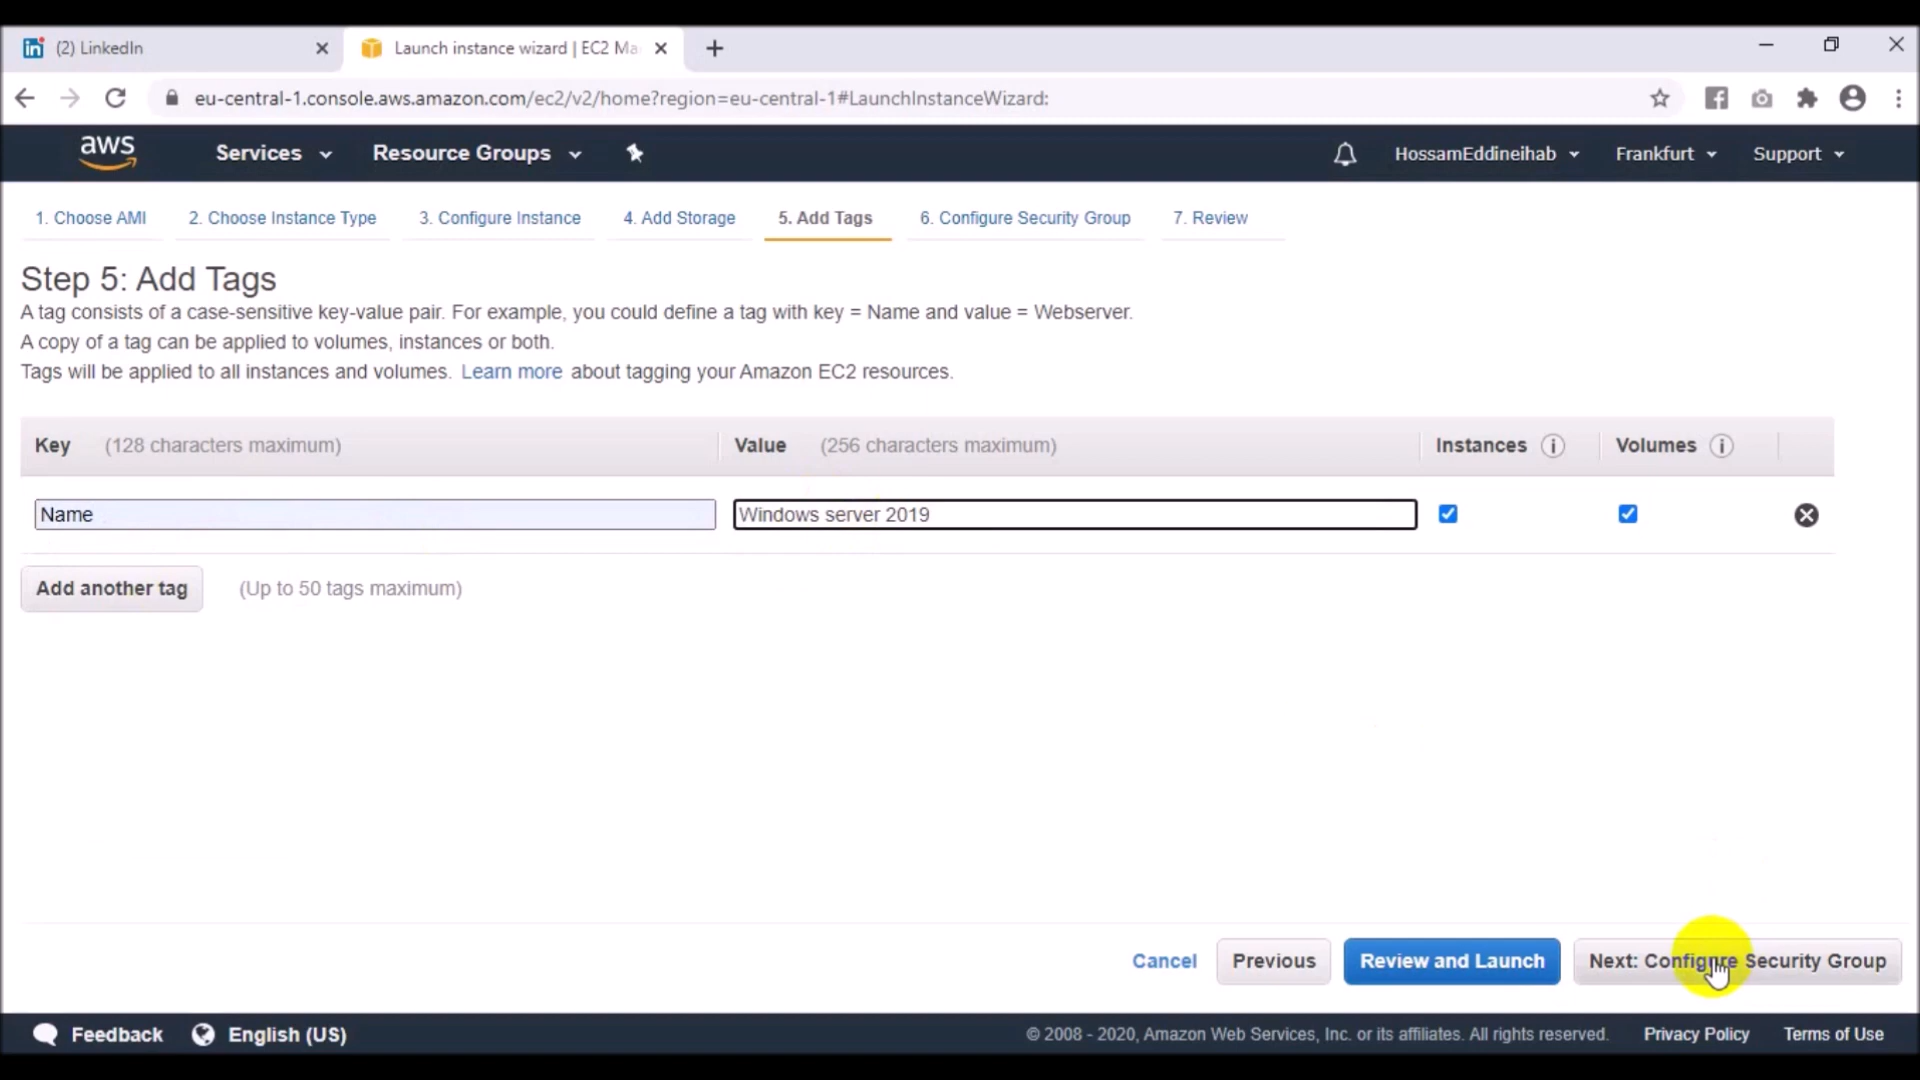 (2) LinkedIn
Launch instance wizard | EC2 Ma
eu-central-1.console.aws.amazon.com/ec2/v2/home?region=eu-central-1#LaunchInstanceWizard:
aws Services Resource Groups HossamEddineihab Frankfurt Support
1. Choose AMI 2. Choose Instance Type 3. Configure Instance 4. Add Storage 5. Add Tags 6. Configure Security Group 7. Review
Step 5: Add Tags
A tag consists of a case-sensitive key-value pair. For example, you could define a tag with key = Name and value = Webserver.
A copy of a tag can be applied to volumes, instances or both.
Tags will be applied to all instances and volumes. Learn more about tagging your Amazon EC2 resources.
Key (128 characters maximum) Value (256 characters maximum) Instances i Volumes i
Name Windows server 2019
Add another tag (Up to 50 tags maximum)
Cancel Previous Review and Launch Next: Configure Security Group
Feedback English (US) © 2008 - 2020, Amazon Web Services, Inc. or its affiliates. All rights reserved. Privacy Policy Terms of Use